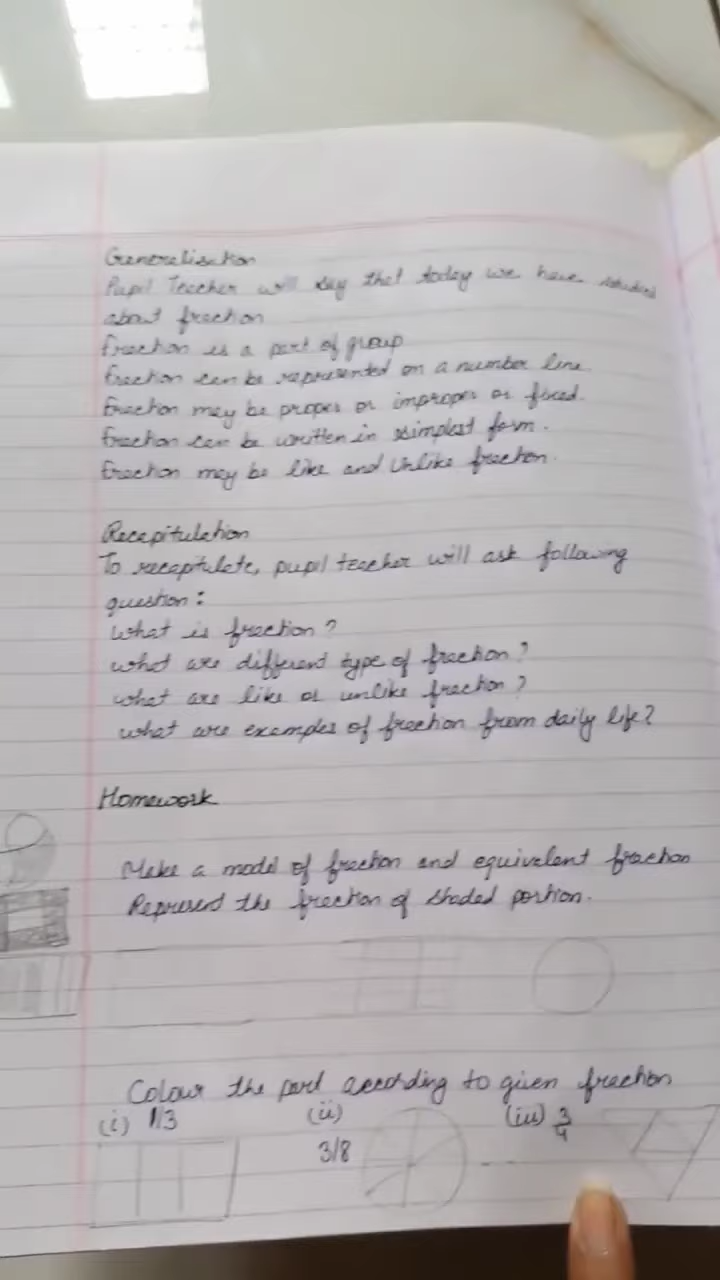 Generalisation
Pupil Teacher will say that today we have studied
about fraction
fraction is a part of group
fraction can be represented on a number line
fraction may be proper or improper or fixed.
fraction can be written in simplest form.
fraction may be like and Unlike fraction.
Recapitulation
To recapitulate, pupil teacher will ask following
question:
What is fraction?
what are different type of fraction?
what are like or unlike fraction?
what are examples of fraction from daily life?
Homework
Make a model of fraction and equivalent fraction
Represent the fraction of shaded portion.
Colour the part according to given fraction
(i) 1/3 (ii) 3/8 (iii) 3/4